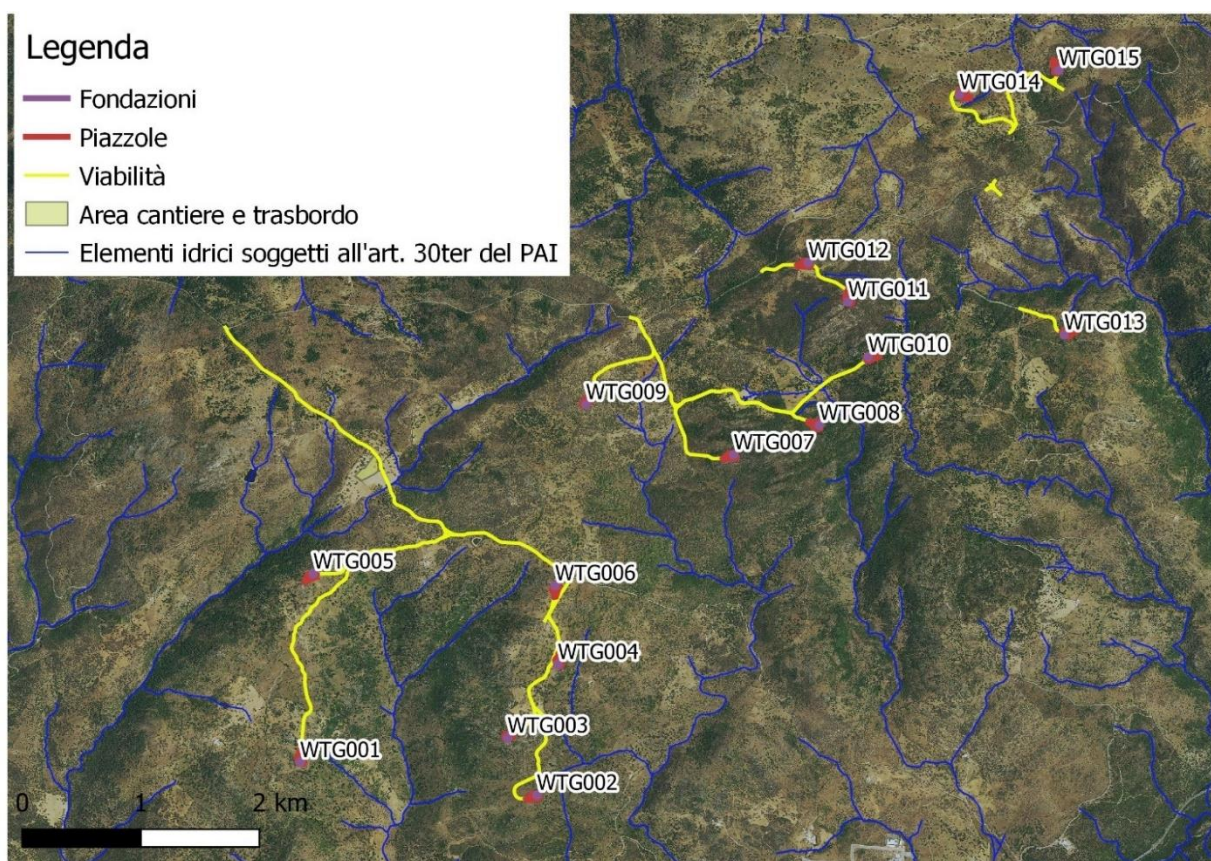 Legenda
Fondazioni
Piazzole
Viabilità
Area cantiere e trasbordo
Elementi idrici soggetti all'art. 30ter del PAI
WTG015
WTG014
WTG012
WTG011
WTG013
WTG010
WTG009
WTG008
WTG007
WTG005
WTG006
WTG004
WTG003
WTG001
WTG002
0 1 2 km